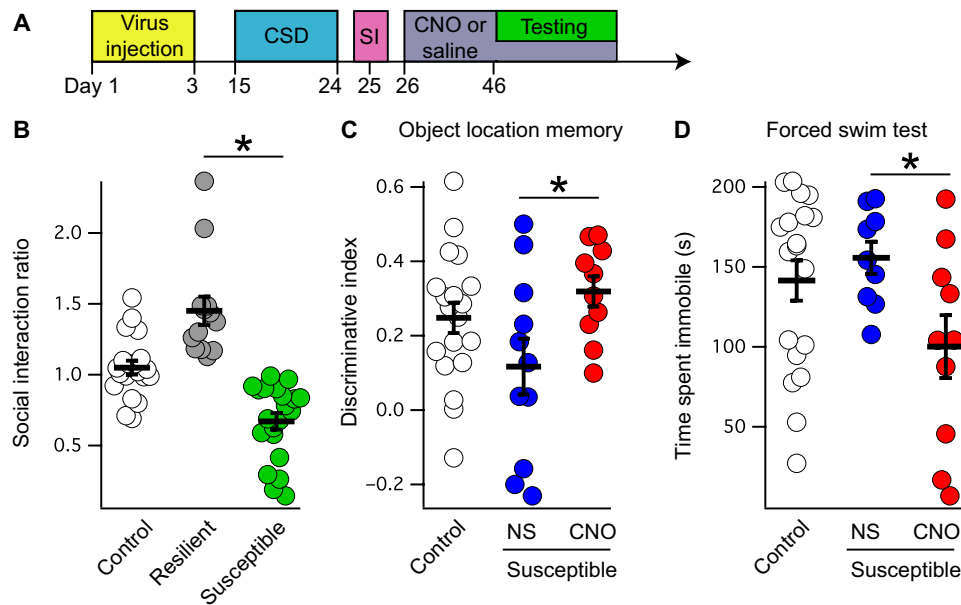 A
Virus
injection
CSD
SI
CNO or
saline
Testing
Day 1
3
15
24
25
26
46
B
Social interaction ratio
2.0
1.5
1.0
0.5
*
Control
Resilient
Susceptible
C
Object location memory
Discriminative index
0.6
0.4
0.2
0.0
−0.2
*
Control
NS
CNO
Susceptible
D
Forced swim test
Time spent immobile (s)
200
150
100
50
*
Control
NS
CNO
Susceptible